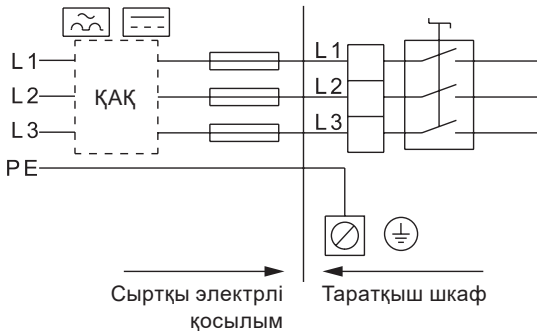 L1
L2
L3
PE
ҚАҚ
L1
L2
L3
Сыртқы электрлі
қосылым
Таратқыш шкаф